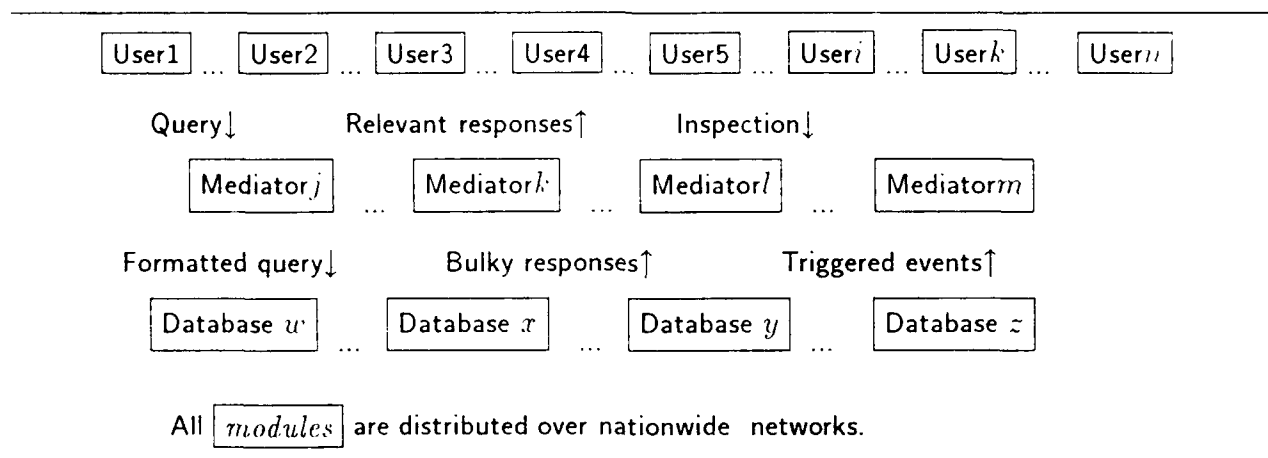 User1 ... User2 ... User3 ... User4 ... User5 ... Useri ... Userk ... Usern
Query↓ Relevant responses↑ Inspection↓
Mediatorj ... Mediatork ... Mediatorl ... Mediatorm
Formatted query↓ Bulky responses↑ Triggered events↑
Database w ... Database x ... Database y ... Database z
All modules are distributed over nationwide networks.